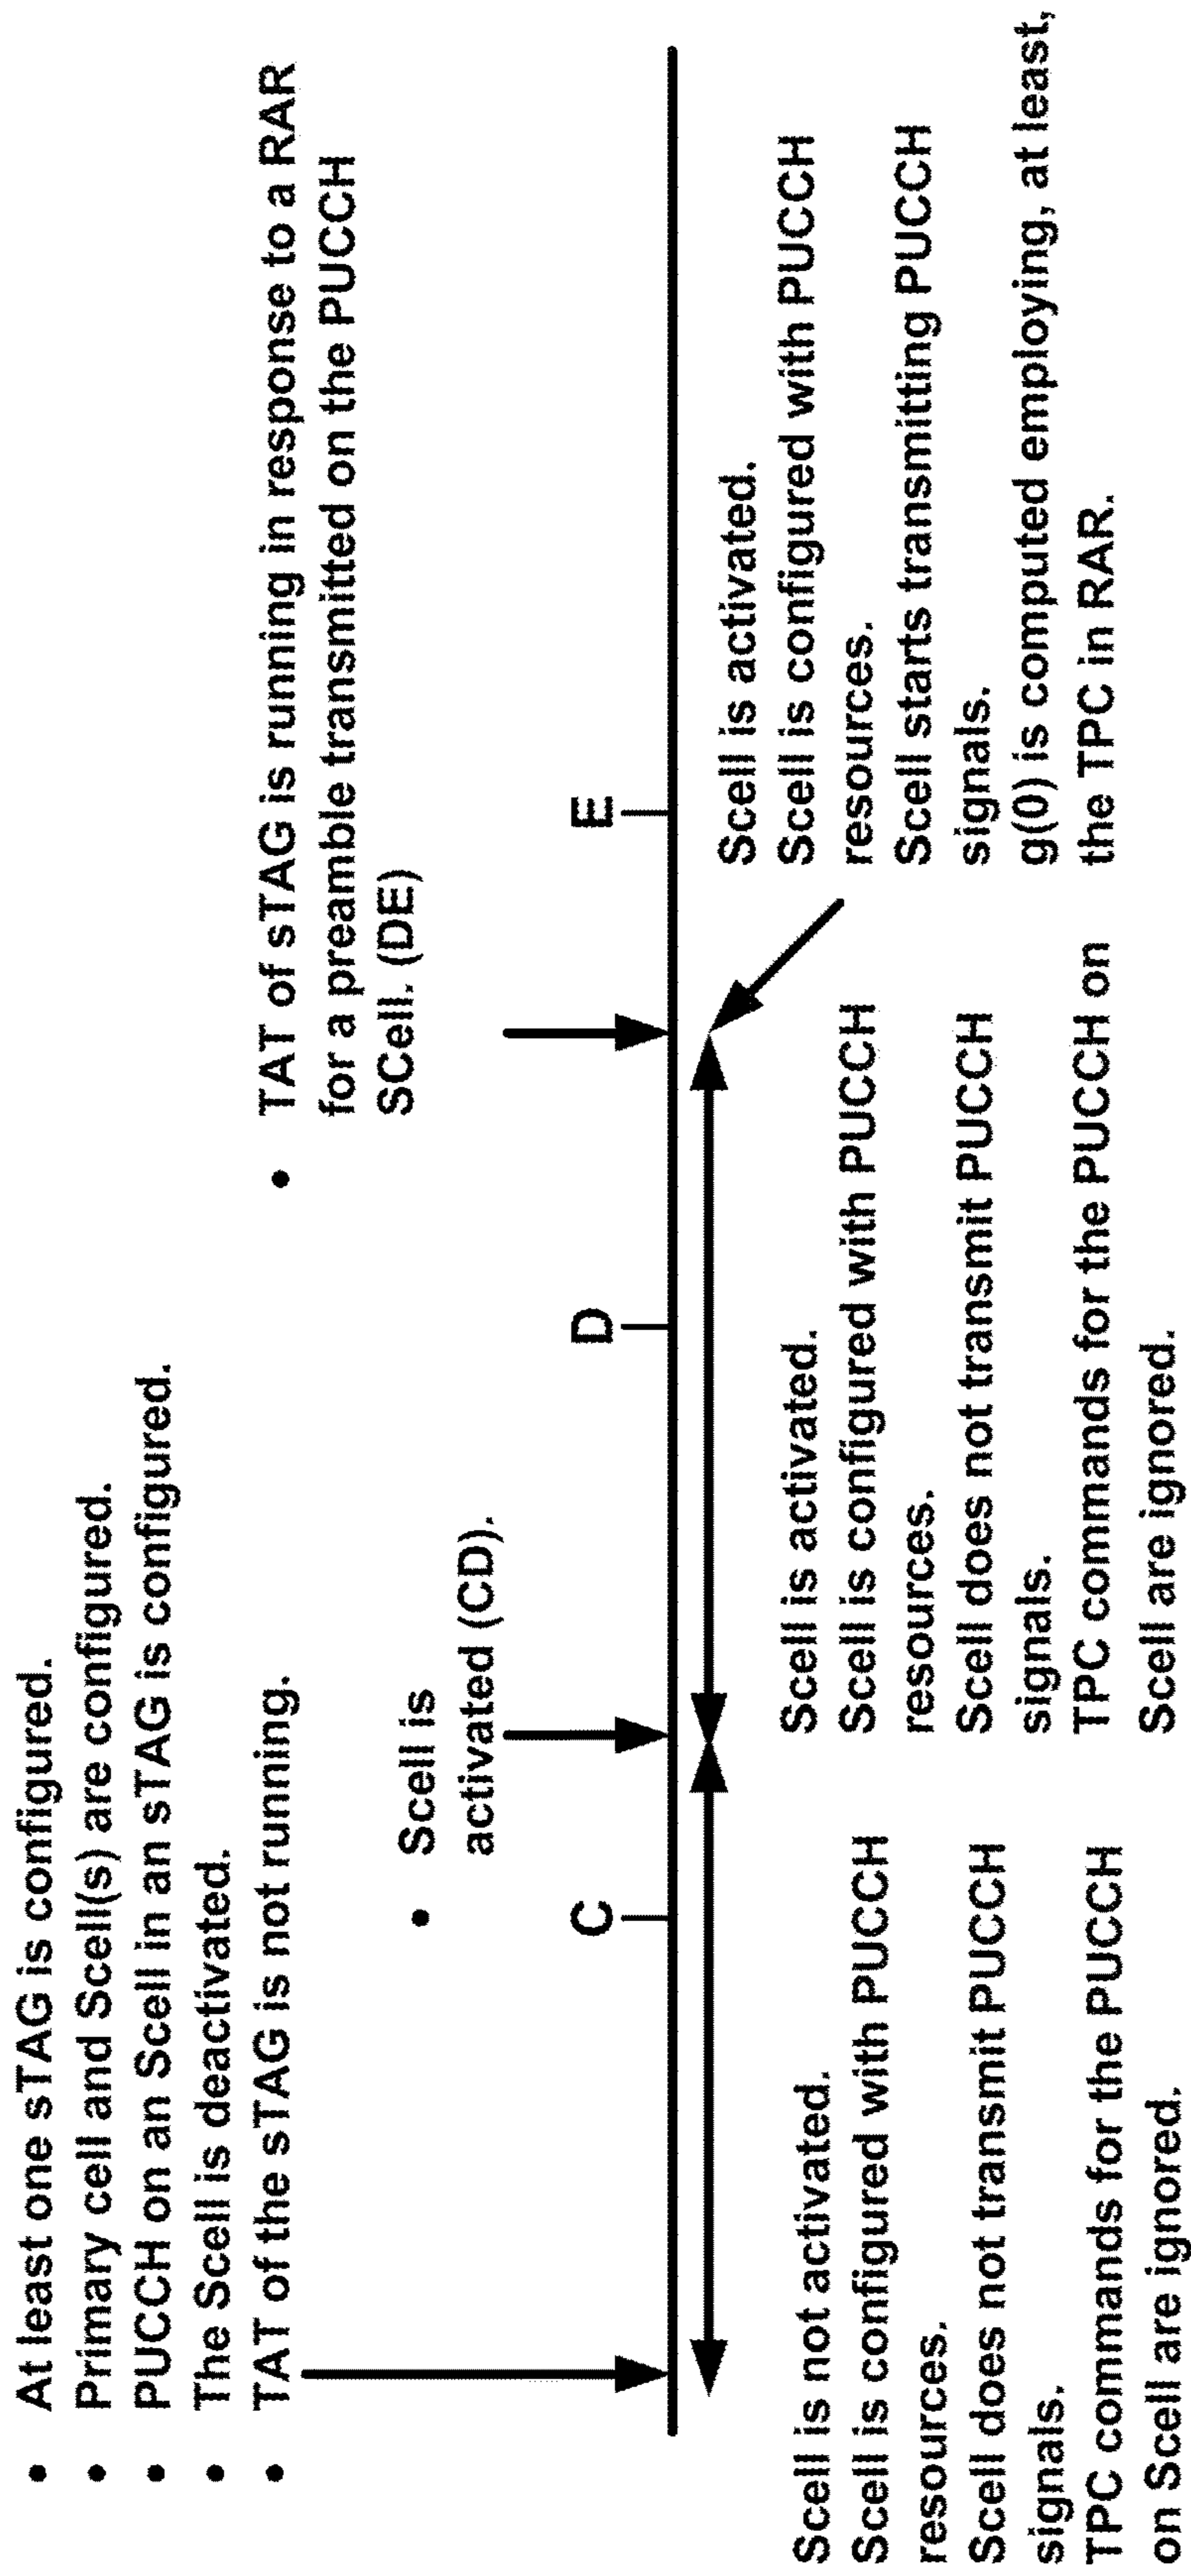 • At least one sTAG is configured.
• Primary cell and Scell(s) are configured.
• PUCCH on an Scell in an sTAG is configured.
• The Scell is deactivated.
• TAT of the sTAG is not running.
• Scell is
activated (CD).
• TAT of sTAG is running in response to a RAR
for a preamble transmitted on the PUCCH
SCell. (DE)
C
D
E
Scell is not activated.
Scell is configured with PUCCH
resources.
Scell does not transmit PUCCH
signals.
TPC commands for the PUCCH
on Scell are ignored.
Scell is activated.
Scell is configured with PUCCH
resources.
Scell does not transmit PUCCH
signals.
TPC commands for the PUCCH on
Scell are ignored.
Scell is activated.
Scell is configured with PUCCH
resources.
Scell starts transmitting PUCCH
signals.
g(0) is computed employing, at least,
the TPC in RAR.